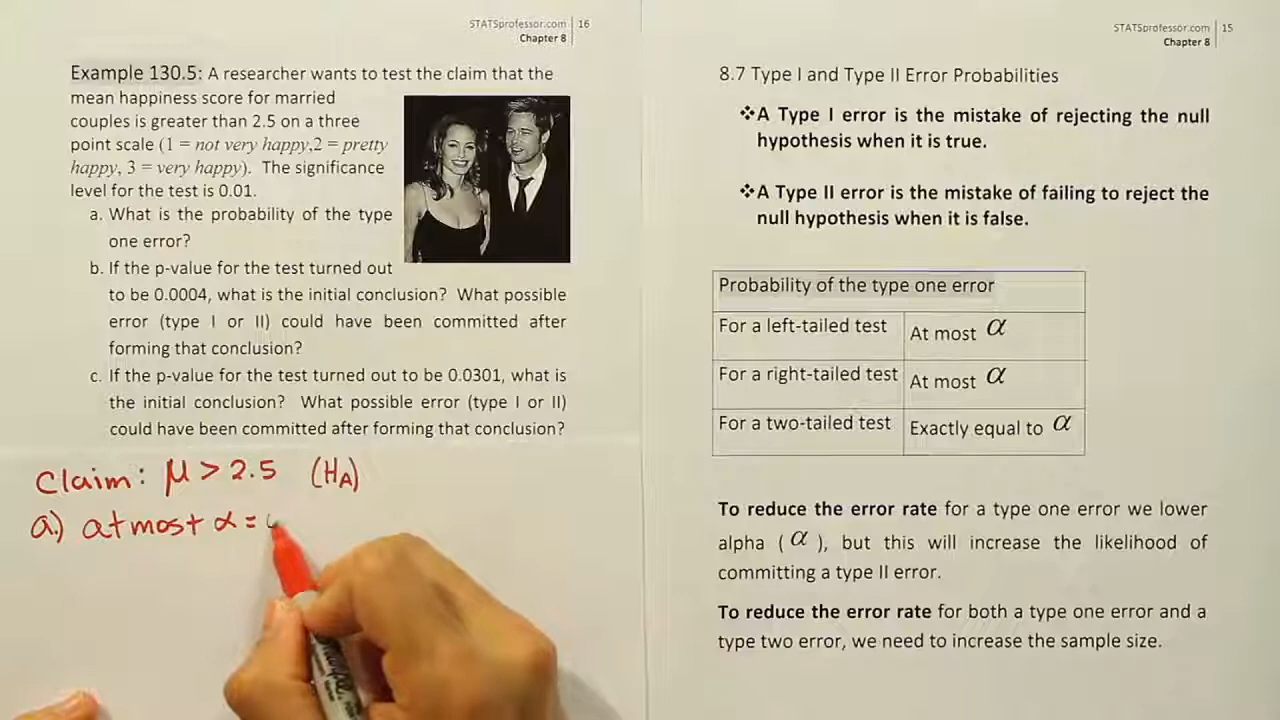 STATSprofessor.com | 16
Chapter 8
Example 130.5: A researcher wants to test the claim that the
mean happiness score for married
couples is greater than 2.5 on a three
point scale (1 = not very happy,2 = pretty
happy, 3 = very happy). The significance
level for the test is 0.01.
a. What is the probability of the type
one error?
b. If the p-value for the test turned out
to be 0.0004, what is the initial conclusion? What possible
error (type I or II) could have been committed after
forming that conclusion?
c. If the p-value for the test turned out to be 0.0301, what is
the initial conclusion? What possible error (type I or II)
could have been committed after forming that conclusion?
Claim: μ > 2.5 (HA)
a.) at most α =
STATSprofessor.com | 15
Chapter 8
8.7 Type I and Type II Error Probabilities
❖A Type I error is the mistake of rejecting the null
hypothesis when it is true.
❖A Type II error is the mistake of failing to reject the
null hypothesis when it is false.
Probability of the type one error
For a left-tailed test At most α
For a right-tailed test At most α
For a two-tailed test Exactly equal to α
To reduce the error rate for a type one error we lower
alpha ( α ), but this will increase the likelihood of
committing a type II error.
To reduce the error rate for both a type one error and a
type two error, we need to increase the sample size.